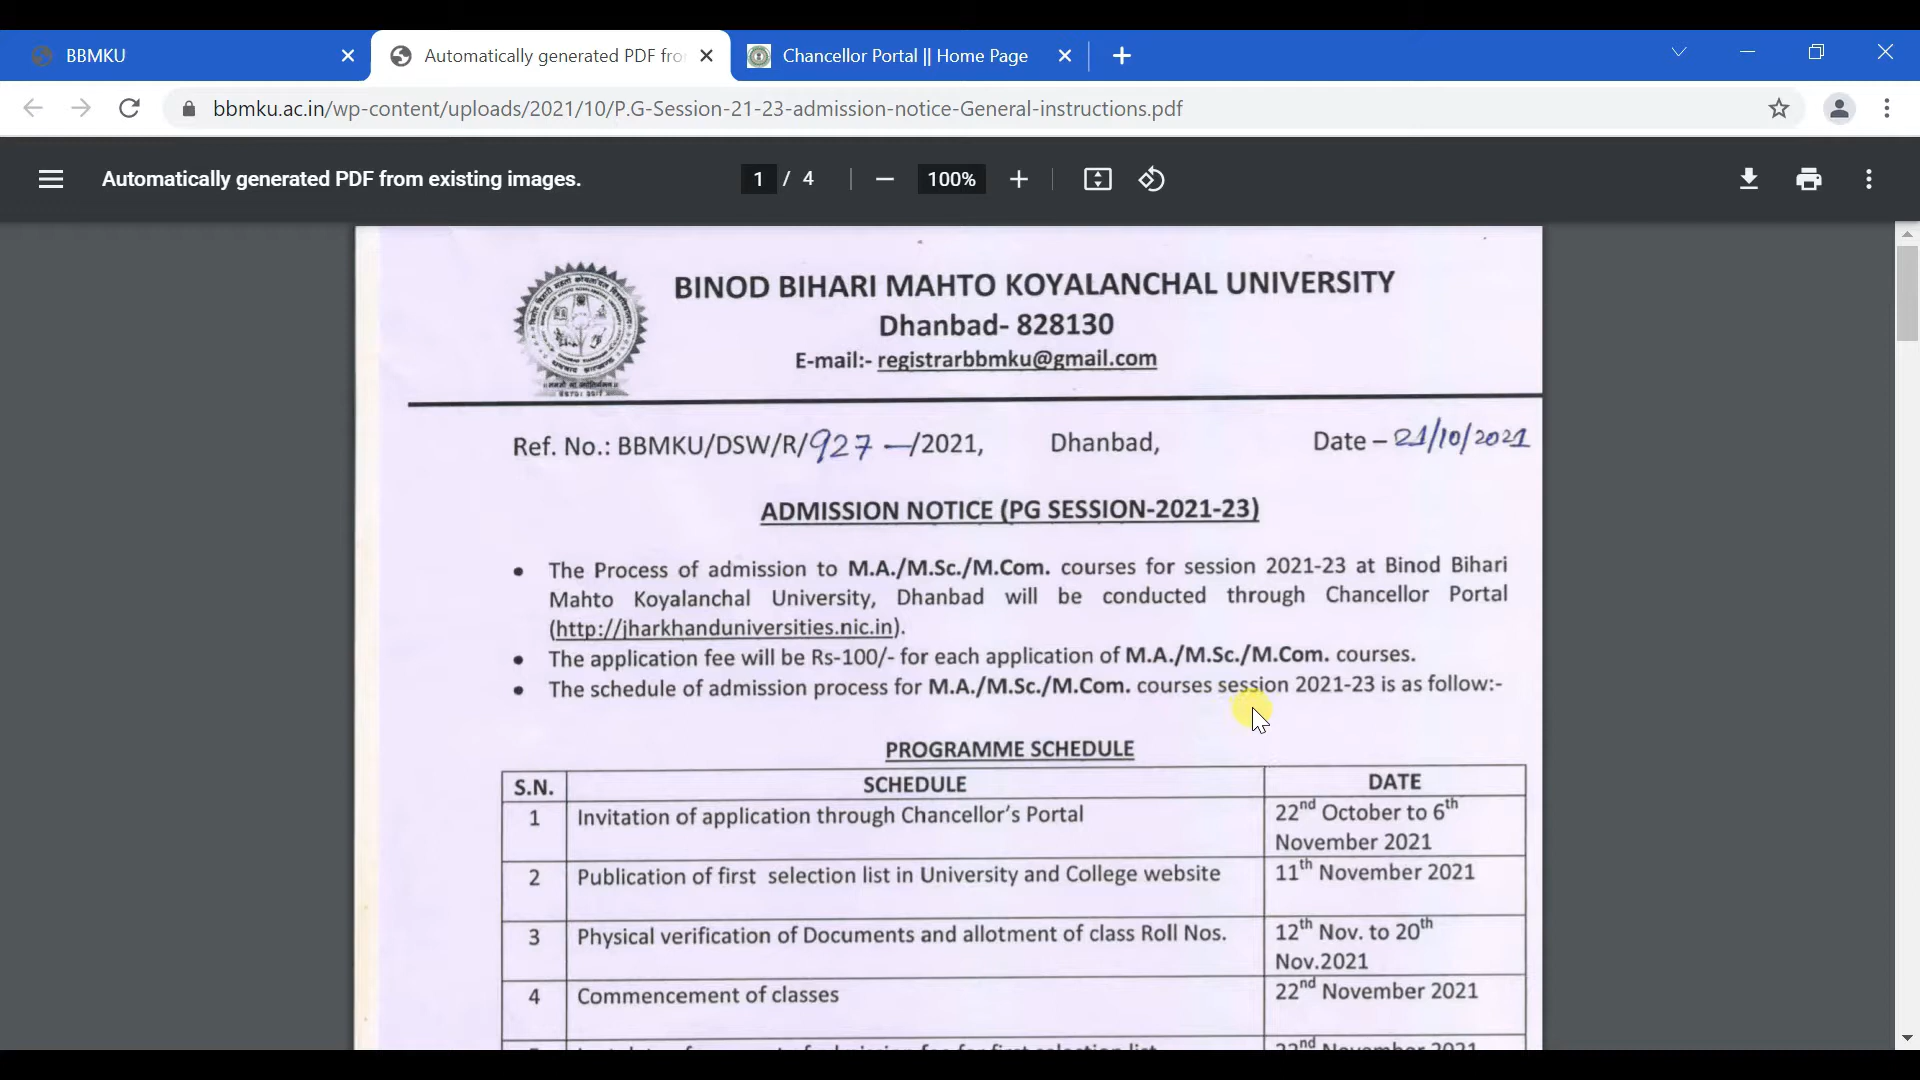 BBMKU
Automatically generated PDF fro
Chancellor Portal || Home Page
bbmku.ac.in/wp-content/uploads/2021/10/P.G-Session-21-23-admission-notice-General-instructions.pdf
Automatically generated PDF from existing images.
1 / 4
100%
BINOD BIHARI MAHTO KOYALANCHAL UNIVERSITY
Dhanbad- 828130
E-mail:- registrarbbmku@gmail.com
Ref. No.: BBMKU/DSW/R/927 —/2021, Dhanbad, Date – 21/10/2021
ADMISSION NOTICE (PG SESSION-2021-23)
• The Process of admission to M.A./M.Sc./M.Com. courses for session 2021-23 at Binod Bihari
Mahto Koyalanchal University, Dhanbad will be conducted through Chancellor Portal
(http://jharkhanduniversities.nic.in).
• The application fee will be Rs-100/- for each application of M.A./M.Sc./M.Com. courses.
• The schedule of admission process for M.A./M.Sc./M.Com. courses session 2021-23 is as follow:-
PROGRAMME SCHEDULE
S.N. SCHEDULE DATE
1 Invitation of application through Chancellor's Portal 22nd October to 6th
November 2021
2 Publication of first selection list in University and College website 11th November 2021
3 Physical verification of Documents and allotment of class Roll Nos. 12th Nov. to 20th
Nov.2021
4 Commencement of classes 22nd November 2021